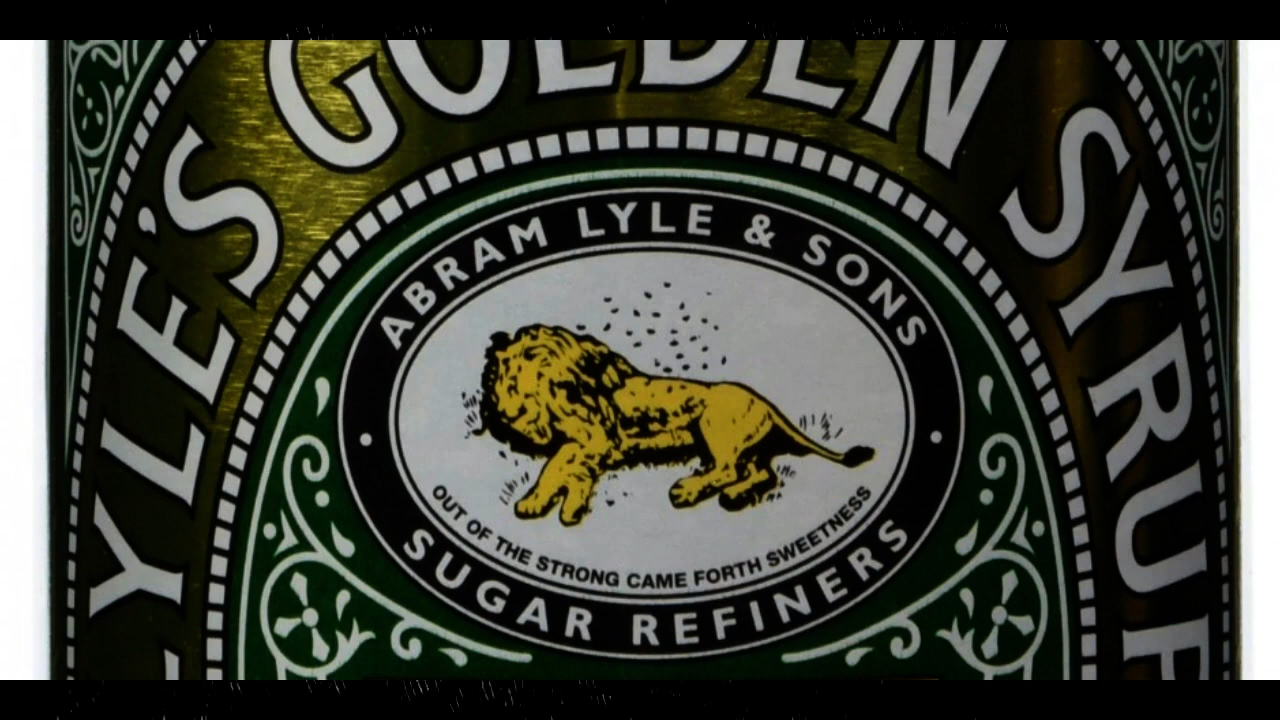 LYLE'S GOLDEN SYRUP
ABRAM LYLE & SONS
OUT OF THE STRONG CAME FORTH SWEETNESS
SUGAR REFINERS